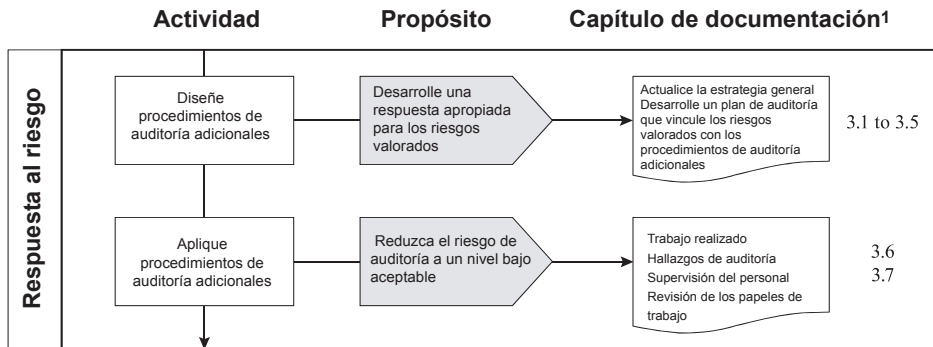 Actividad
Propósito
Capítulo de documentación1
Respuesta al riesgo
Diseñe
procedimientos de
auditoría adicionales
Desarrolle una
respuesta apropiada
para los riesgos
valorados
Actualice la estrategia general
Desarrolle un plan de auditoría
que vincule los riesgos
valorados con los
procedimientos de auditoría
adicionales
3.1 to 3.5
Aplique
procedimientos de
auditoría adicionales
Reduzca el riesgo de
auditoría a un nivel bajo
aceptable
Trabajo realizado
Hallazgos de auditoría
Supervisión del personal
Revisión de los papeles de
trabajo
3.6
3.7